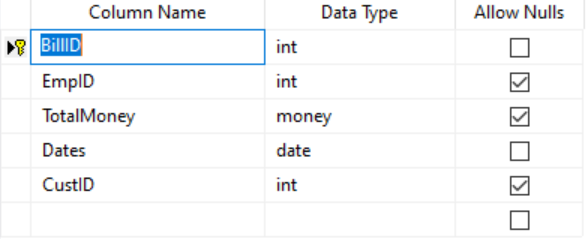 Column Name Data Type Allow Nulls
BillID int
EmpID int
TotalMoney money
Dates date
CustID int